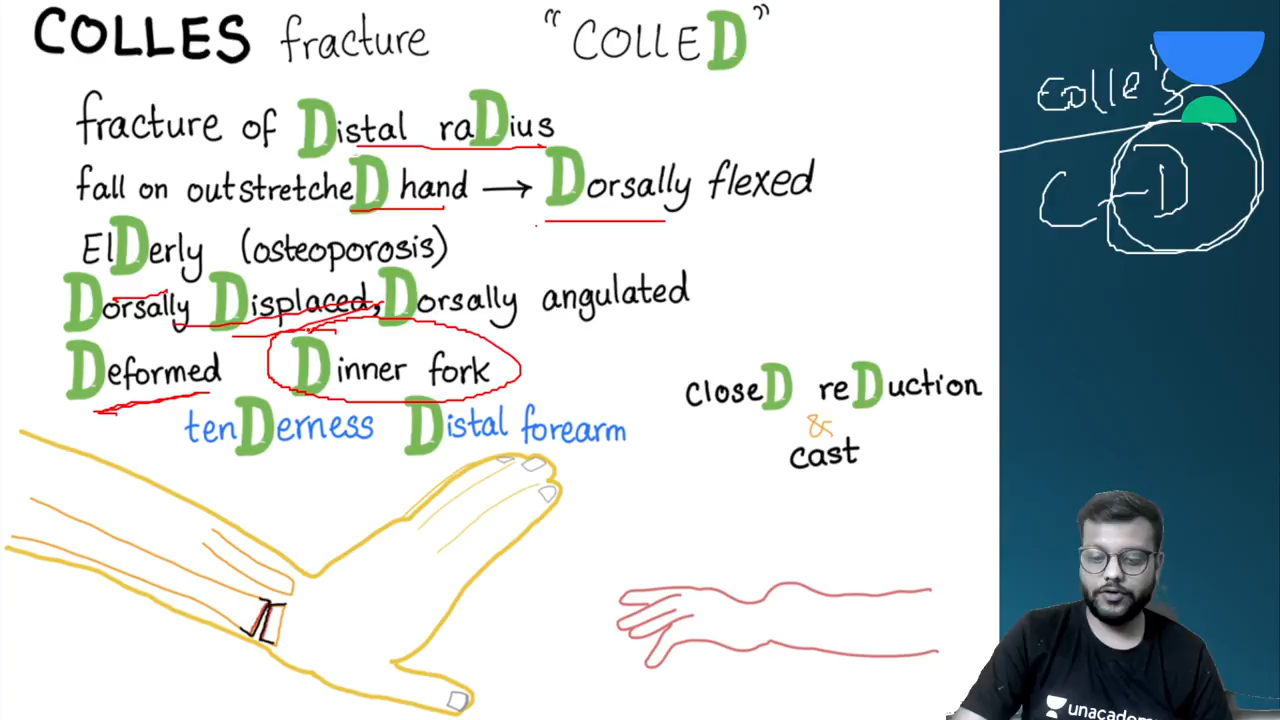 COLLES fracture "COLLED"
fracture of Distal raDius
fall on outstretcheD hand → Dorsally flexed
ElDerly (osteoporosis)
Dorsally Displaced, Dorsally angulated
Deformed Dinner fork
tenDerness Distal forearm
closeD reDuction
&
cast
Colle's
C-D
unacadem